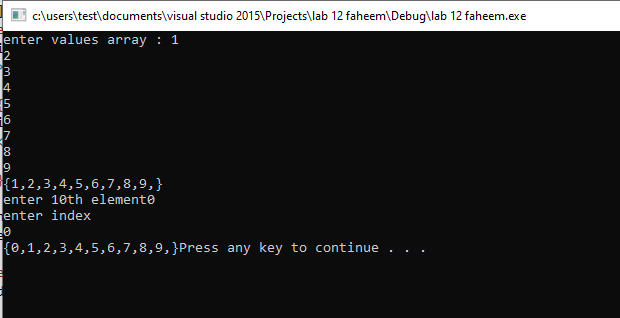 c:\users\test\documents\visual studio 2015\Projects\lab 12 faheem\Debug\lab 12 faheem.exe
enter values array : 1
2
3
4
5
6
7
8
9
{1,2,3,4,5,6,7,8,9,}
enter 10th element0
enter index
0
{0,1,2,3,4,5,6,7,8,9,}Press any key to continue . . .